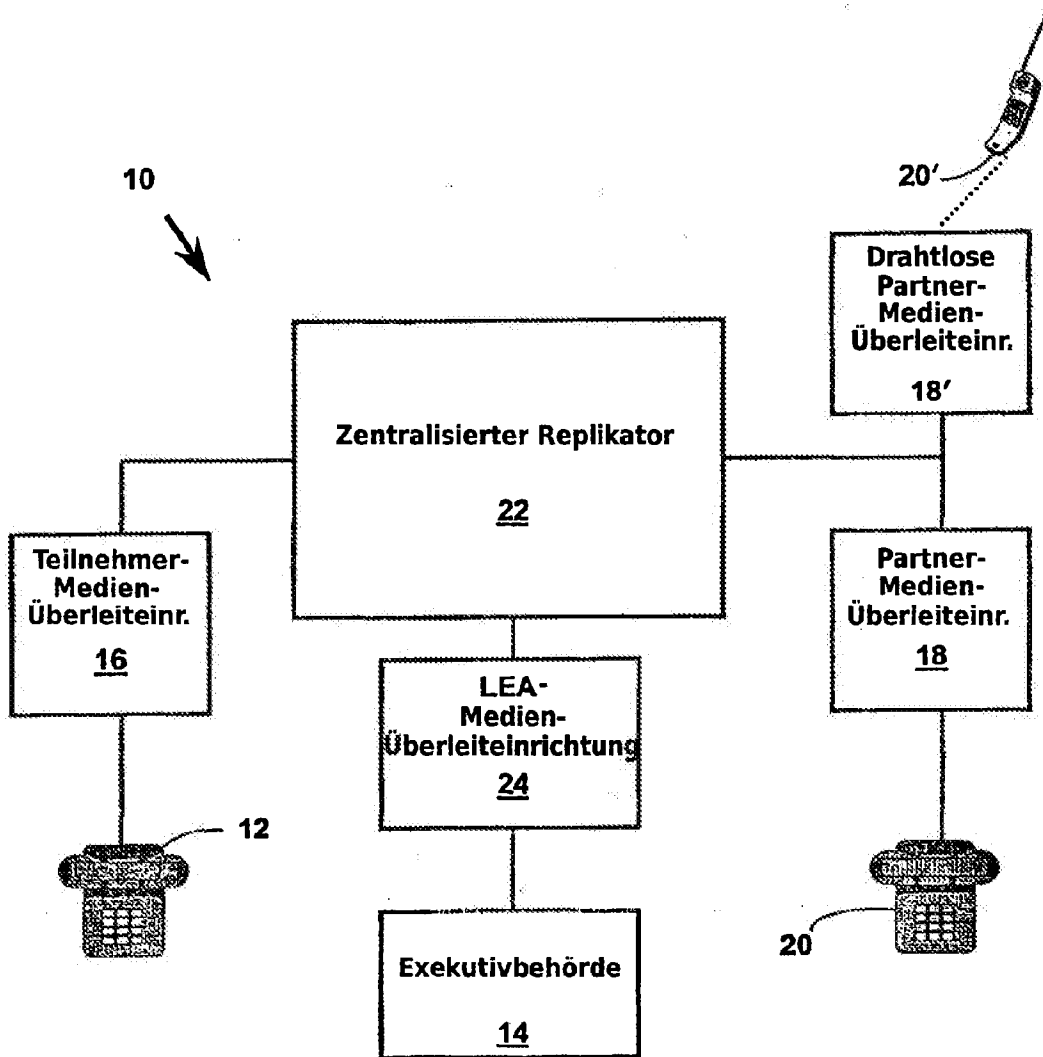 20′
10
Drahtlose
Partner-
Medien-
Überleiteinr.
18′
Zentralisierter Replikator
22
Teilnehmer-
Medien-
Überleiteinr.
16
Partner-
Medien-
Überleiteinr.
18
LEA-
Medien-
Überleiteinrichtung
24
12
20
Exekutivbehörde
14